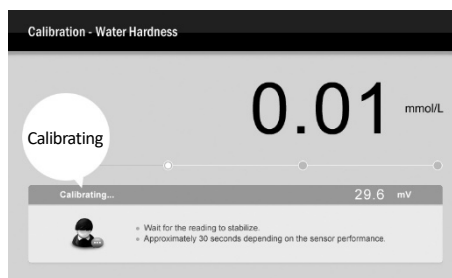 Calibration - Water Hardness
0.01 mmol/L
Calibrating
Calibrating... 29.6 mV
Wait for the reading to stabilize.
Approximately 30 seconds depending on the sensor performance.